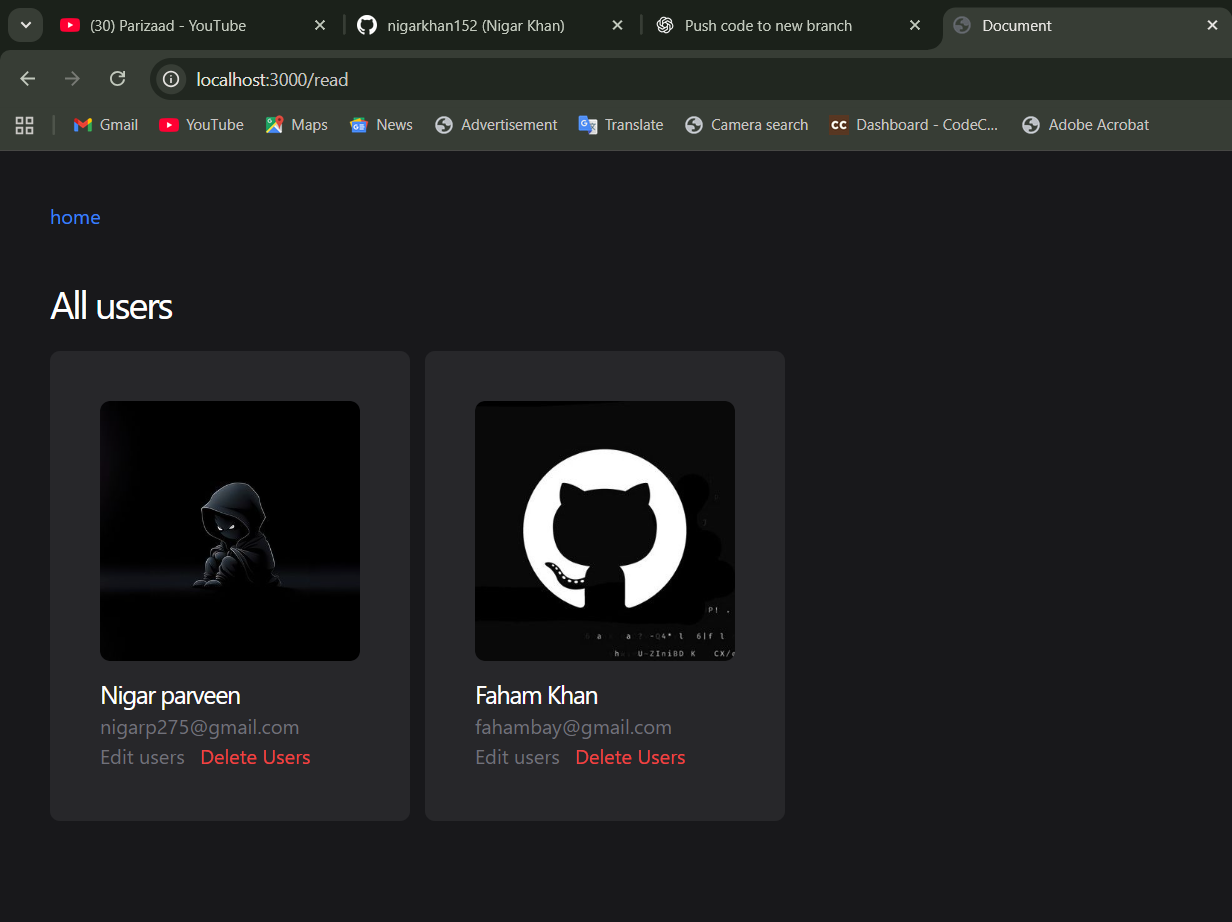 (30) Parizaad - YouTube
nigarkhan152 (Nigar Khan)
Push code to new branch
Document
localhost:3000/read
Gmail
YouTube
Maps
News
Advertisement
Translate
Camera search
cc Dashboard - CodeC...
Adobe Acrobat
home
All users
Nigar parveen
nigarp275@gmail.com
Edit users Delete Users
Faham Khan
fahambay@gmail.com
Edit users Delete Users